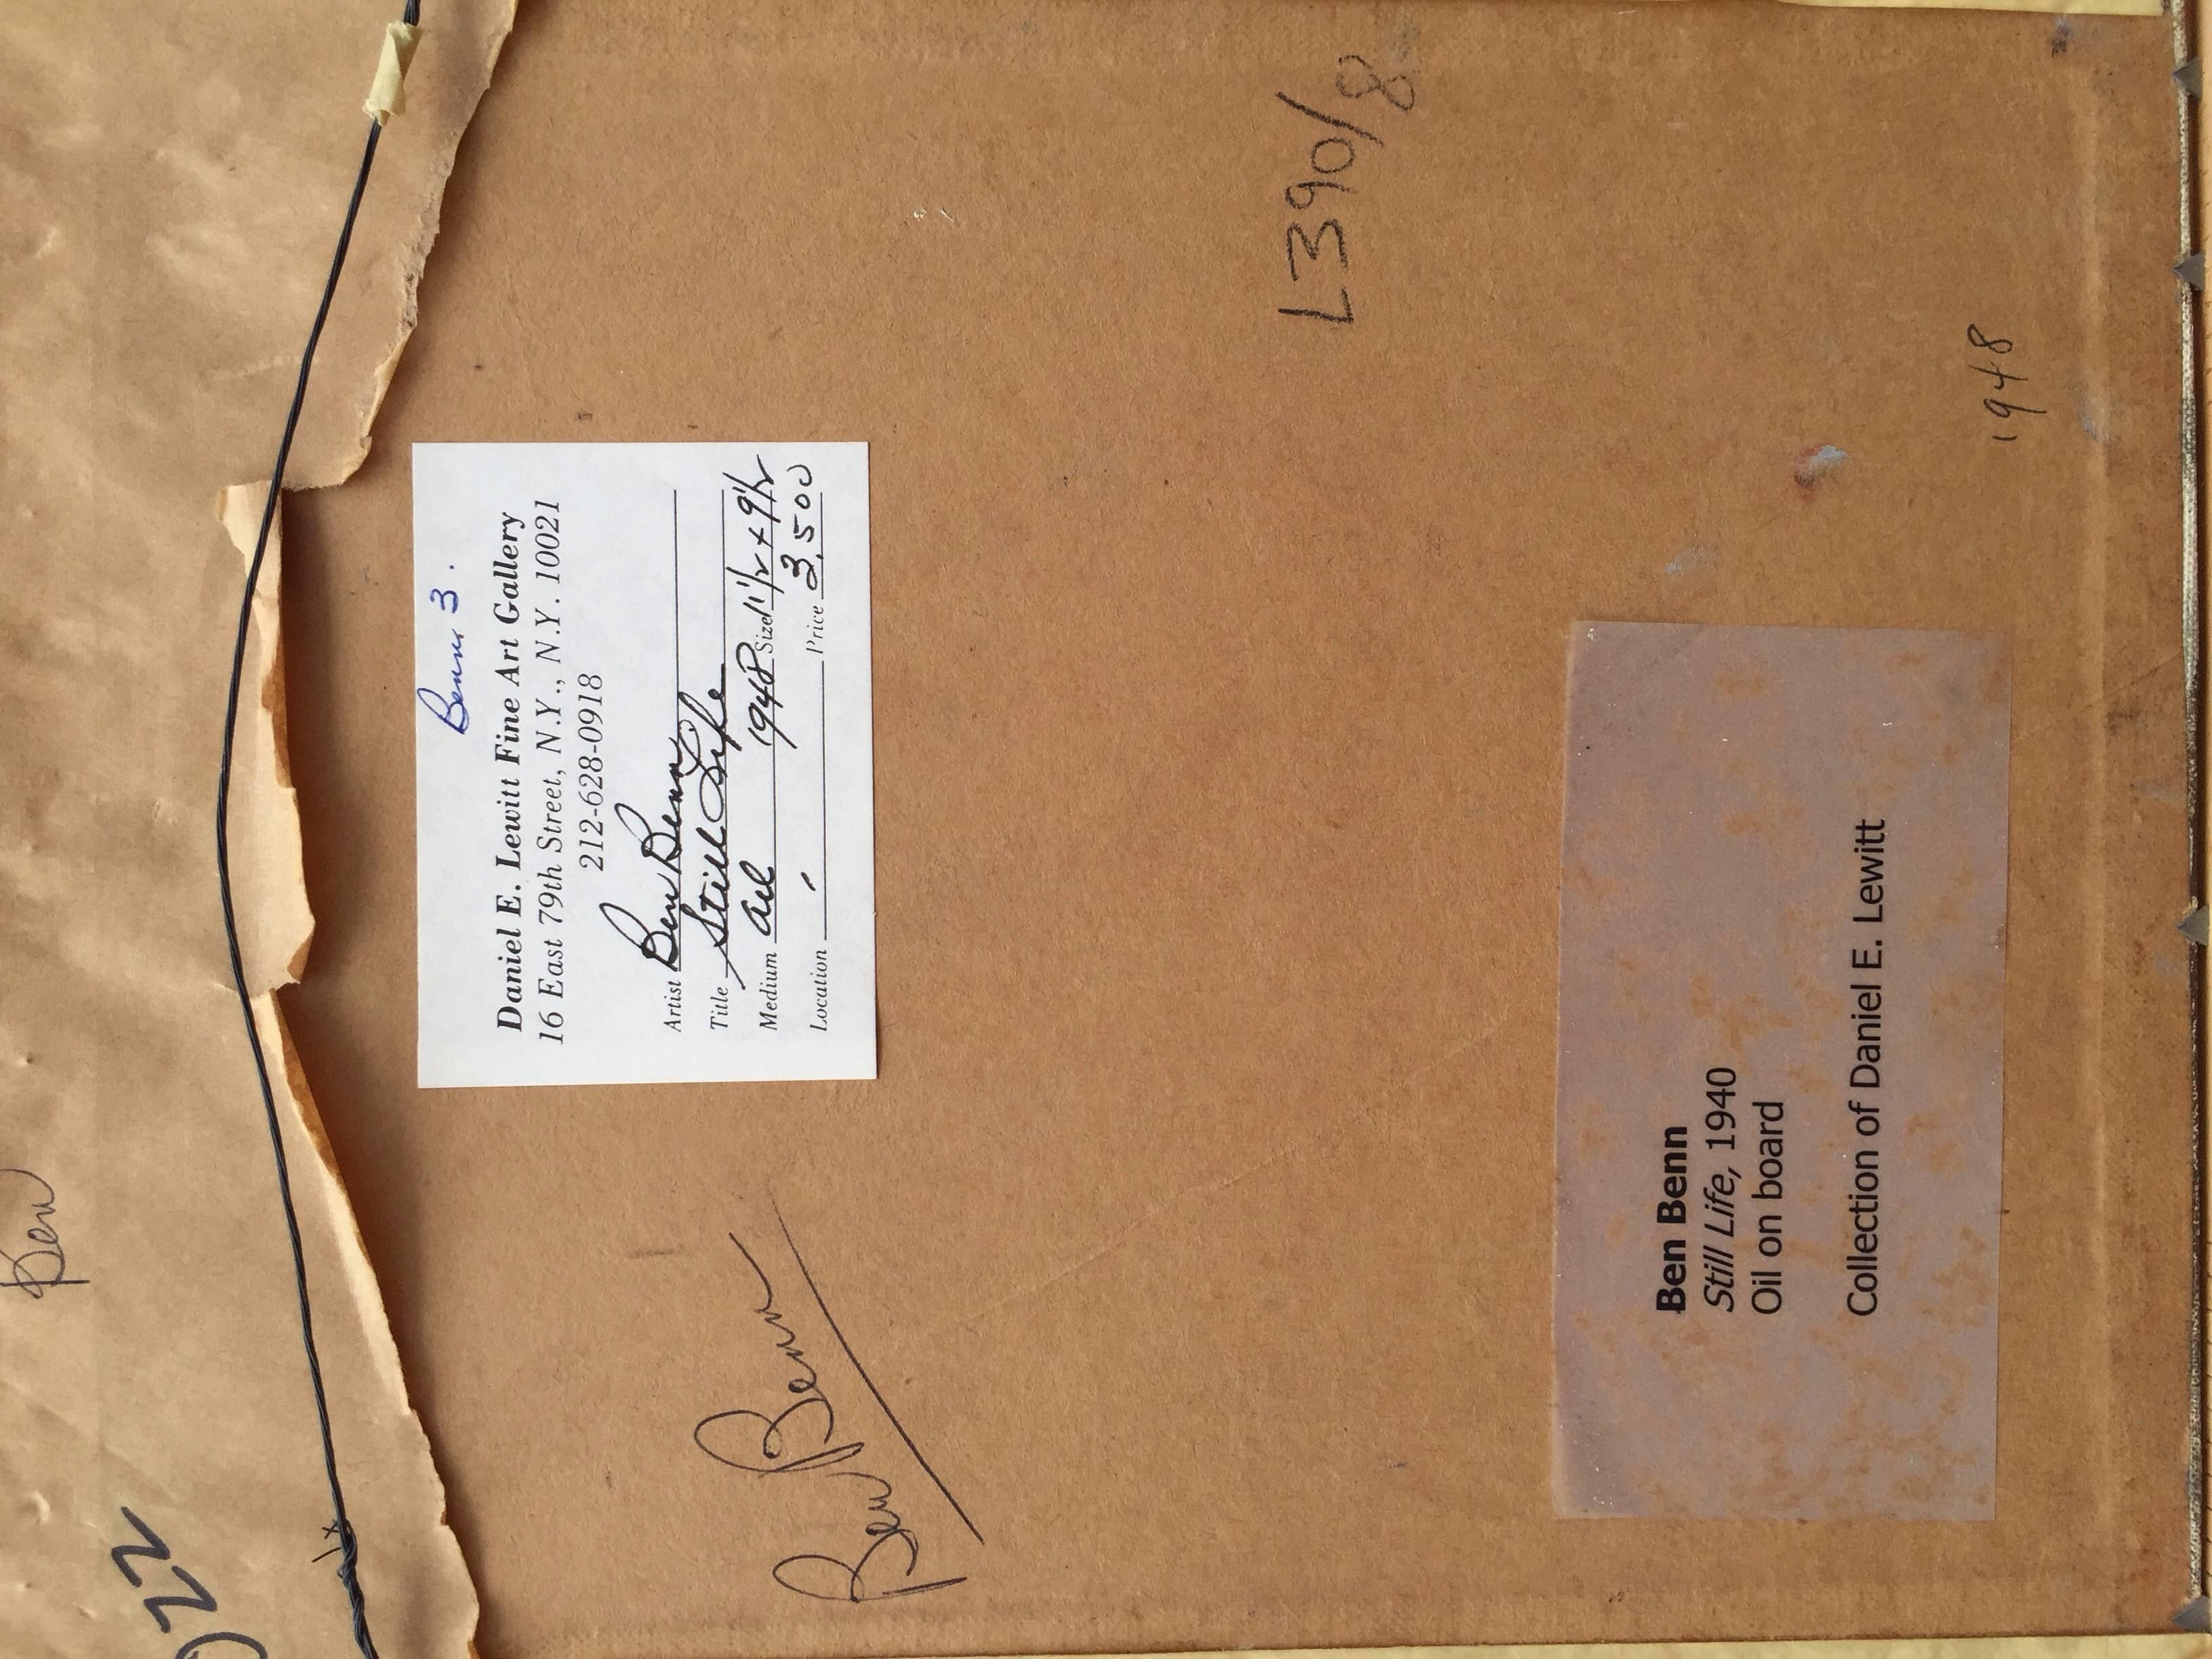 Ben
22
Benn 3.
Daniel E. Lewitt Fine Art Gallery
16 East 79th Street, N.Y., N.Y. 10021
212-628-0918
Artist Ben Benn
Title Still Life
Medium Oil 1948 Size 11 1/2 x 9 1/2
Location Price 3,500
Ben Benn
L390/8
Ben Benn
Still Life, 1940
Oil on board
Collection of Daniel E. Lewitt
1948